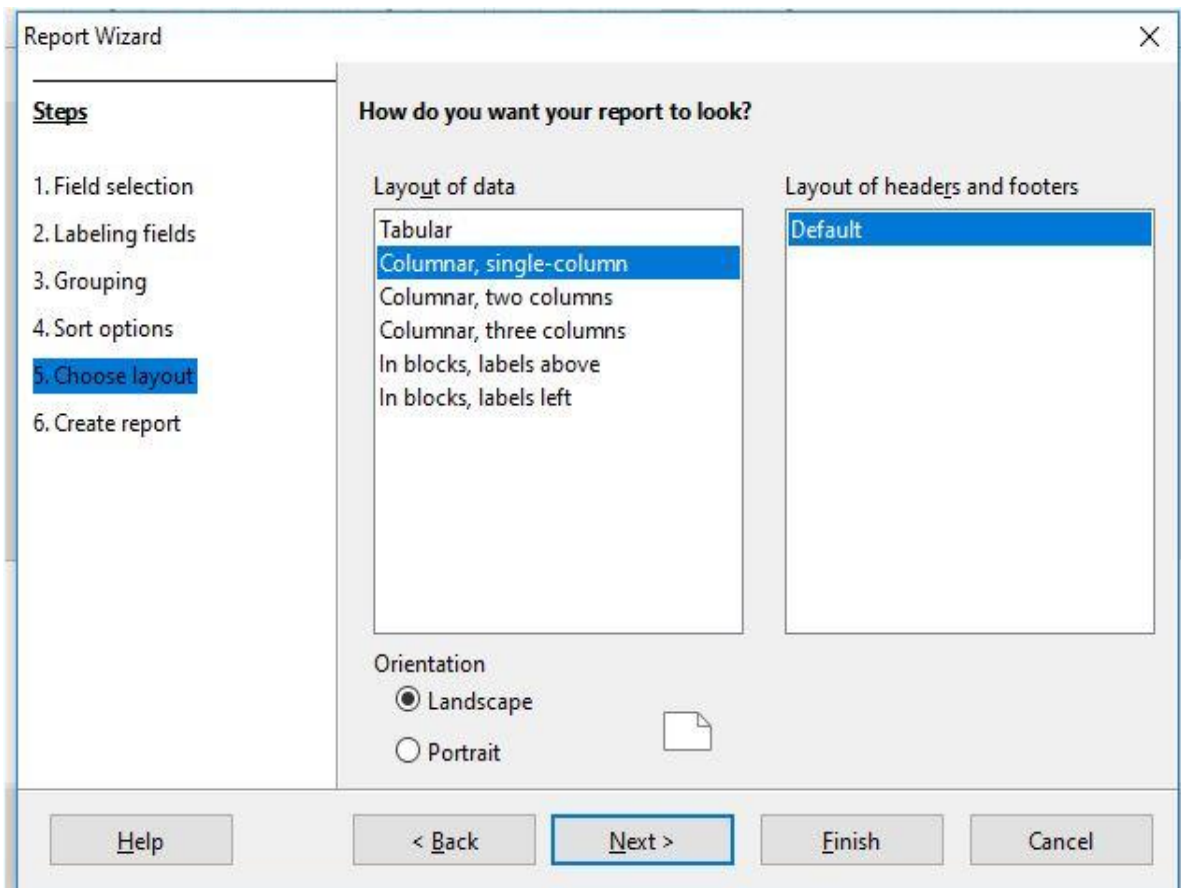 Report Wizard
Steps
1. Field selection
2. Labeling fields
3. Grouping
4. Sort options
5. Choose layout
6. Create report
How do you want your report to look?
Layout of data
Tabular
Columnar, single-column
Columnar, two columns
Columnar, three columns
In blocks, labels above
In blocks, labels left
Layout of headers and footers
Default
Orientation
Landscape
Portrait
Help
< Back
Next >
Finish
Cancel